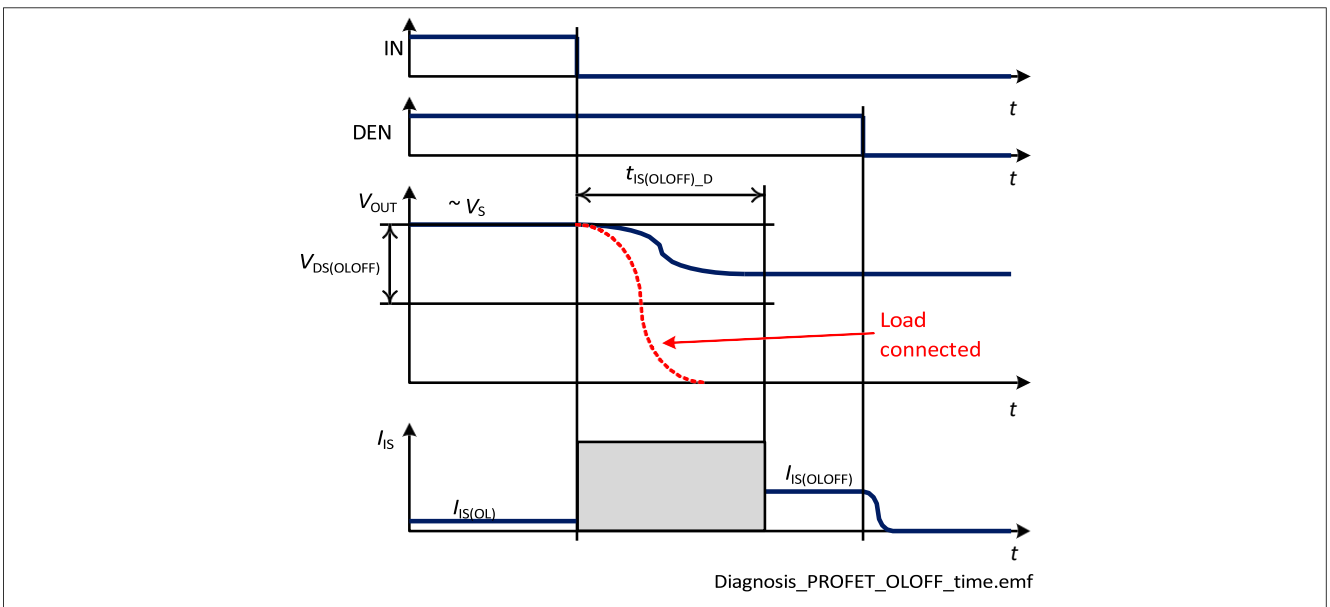 IN
t
DEN
t
tIS(OLOFF)_D
VOUT
~ VS
VDS(OLOFF)
Load
connected
t
IIS
IIS(OLOFF)
IIS(OL)
t
Diagnosis_PROFET_OLOFF_time.emf